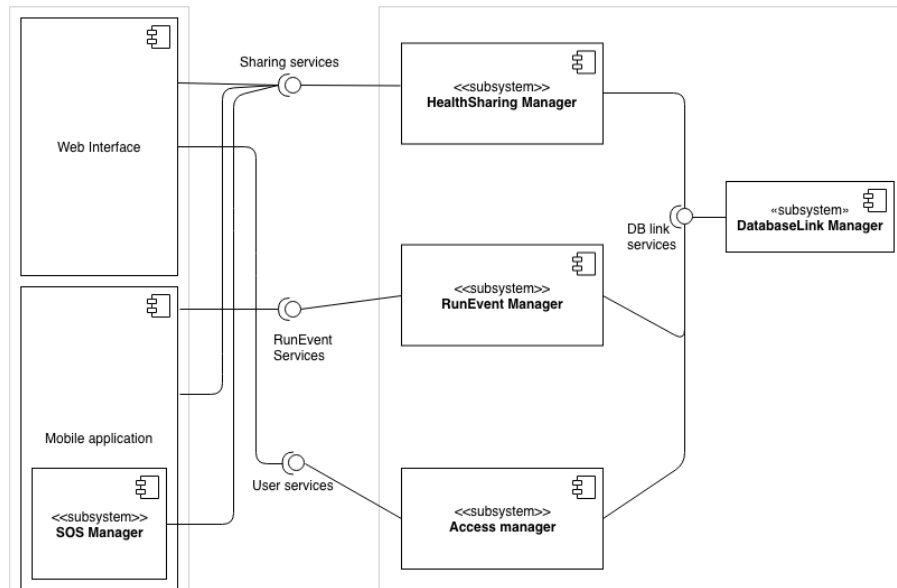 Sharing services
<<subsystem>>
HealthSharing Manager
Web Interface
«subsystem»
DatabaseLink Manager
DB link
services
<<subsystem>>
RunEvent Manager
RunEvent
Services
Mobile application
User services
<<subsystem>>
SOS Manager
<<subsystem>>
Access manager